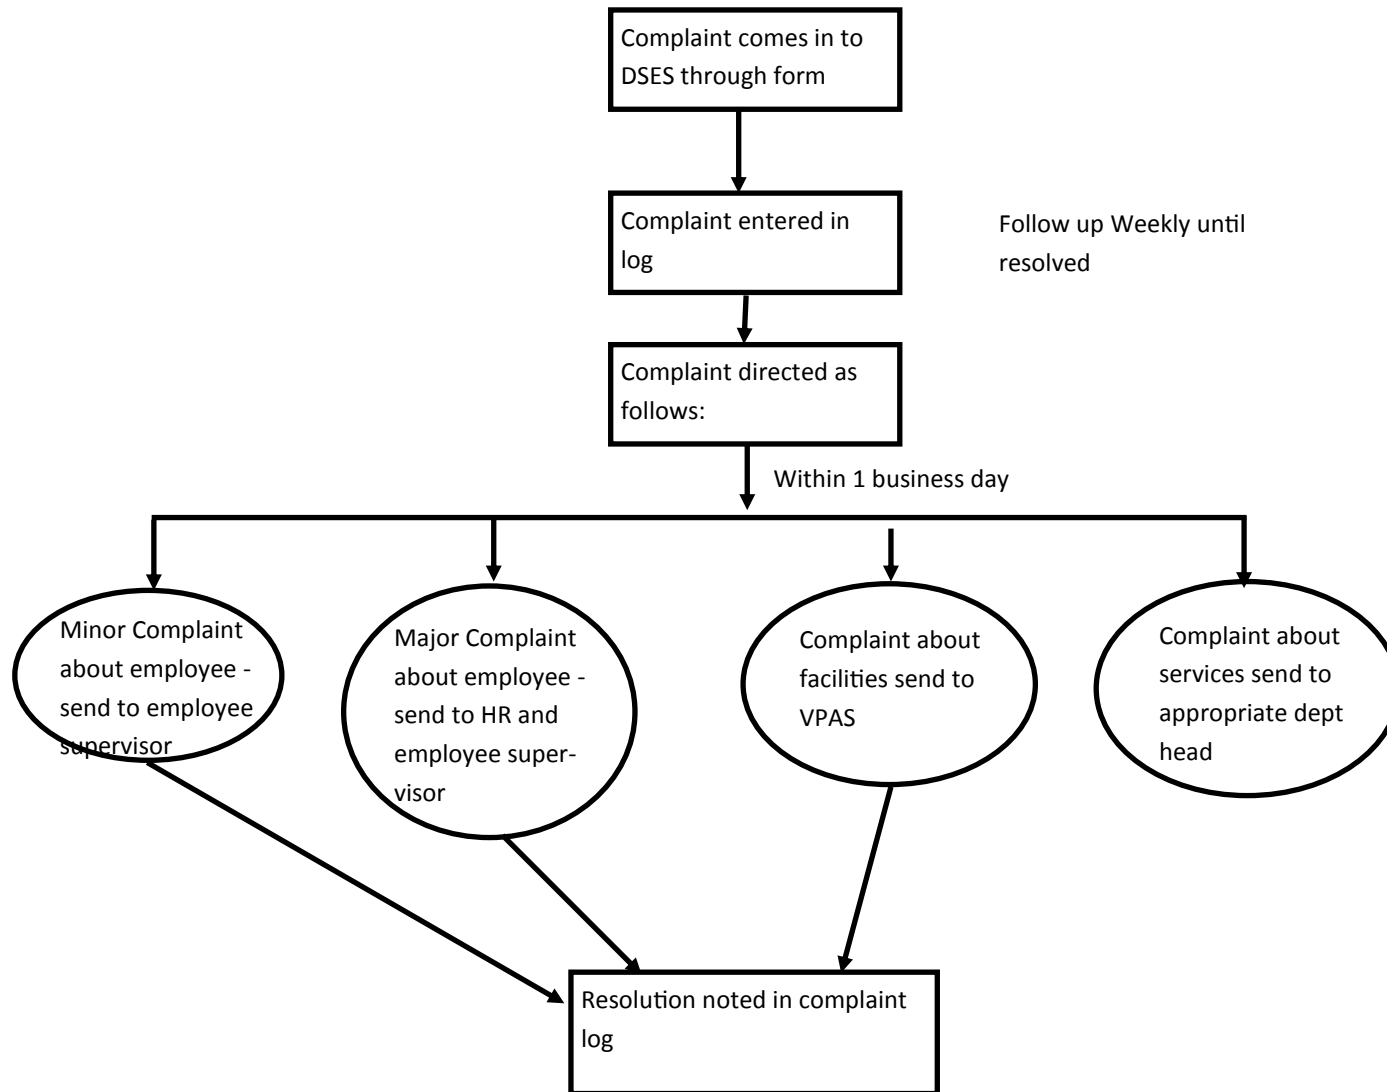 Complaint comes in to
DSES through form
Complaint entered in
log
Follow up Weekly until
resolved
Complaint directed as
follows:
Within 1 business day
Minor Complaint
about employee -
send to employee
supervisor
Major Complaint
about employee -
send to HR and
employee super-
visor
Complaint about
facilities send to
VPAS
Complaint about
services send to
appropriate dept
head
Resolution noted in complaint
log